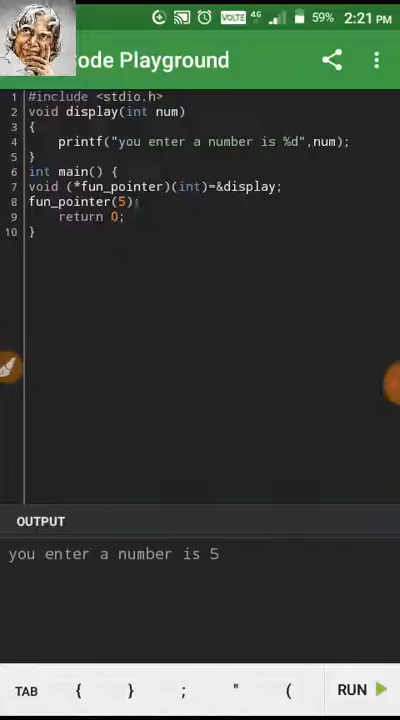 VOLTE 4G 59% 2:21 PM
ode Playground
1 #include <stdio.h>
2 void display(int num)
3 {
4 printf("you enter a number is %d",num);
5 }
6 int main() {
7 void (*fun_pointer)(int)=&display;
8 fun_pointer(5);
9 return 0;
10 }
OUTPUT
you enter a number is 5
TAB { } ; " ( RUN